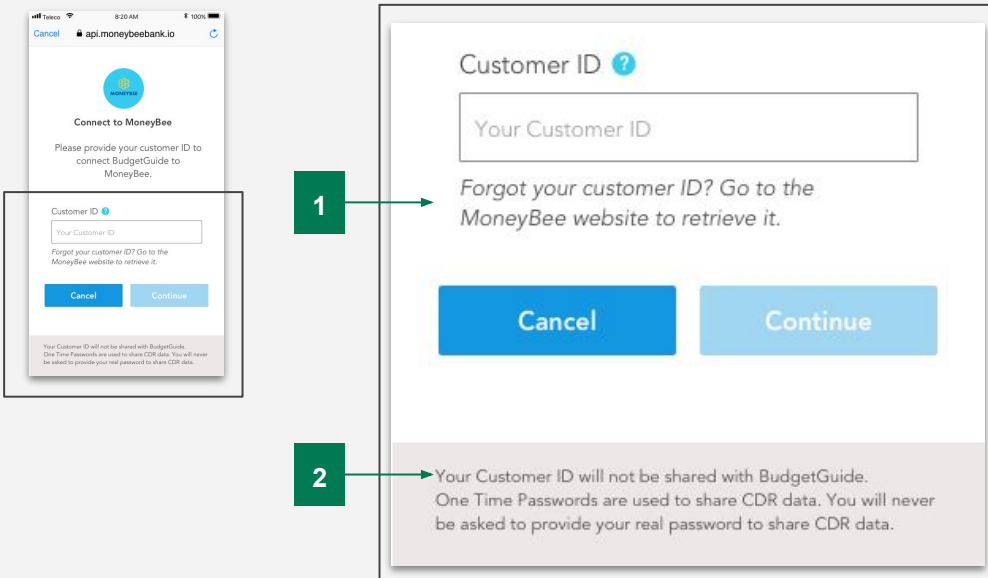 Teleco 8:20 AM 100%
Cancel api.moneybeebank.io
MONEYBEE
Connect to MoneyBee
Please provide your customer ID to
connect BudgetGuide to
MoneyBee.
Customer ID ?
Your Customer ID
Forgot your customer ID? Go to the
MoneyBee website to retrieve it.
Cancel Continue
Your Customer ID will not be shared with BudgetGuide.
One Time Passwords are used to share CDR data. You will never
be asked to provide your real password to share CDR data.
1
2
Customer ID ?
Your Customer ID
Forgot your customer ID? Go to the
MoneyBee website to retrieve it.
Cancel Continue
Your Customer ID will not be shared with BudgetGuide.
One Time Passwords are used to share CDR data. You will never
be asked to provide your real password to share CDR data.